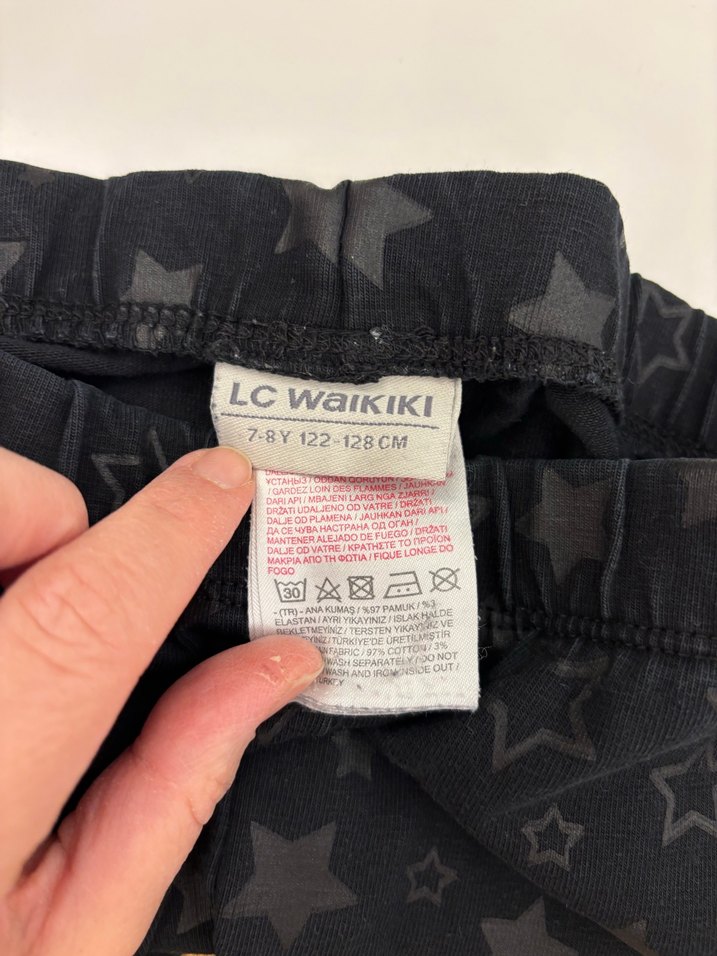 LC WAIKIKI
7-8 Y 122-128 CM
УСТАНЫЗ / ODDAN QORUYUN /
/ GARDEZ LOIN CES FLAMMES / JAUHKAN
DARI API / MBAJENI LARG NGA ZJARRI /
DRŽATI UDALJENO OD VATRE / DRŽATI
DALJE OD PLAMENA / JAUHKAN DARI API /
ДА СЕ ЧУВА НАСТРАНА ОД ОГАН /
MANTENER ALEJADO DE FUEGO / DRŽATI
DALJE OD VATRE / ΚΡΑΤΗΣΤΕ ΤΟ ΠΡΟΪΟΝ
ΜΑΚΡΙΑ ΑΠΟ ΤΗ ΦΩΤΙΑ / FIQUE LONGE DO
FOGO
30
- (TR) - ANA KUMAŞ / %97 PAMUK / %3
ELASTAN / AYRI YIKAYINIZ / ISLAK HALDE
BEKLETMEYİNİZ / TERSTEN YIKAYINIZ VE
/ TÜRKİYE'DE ÜRETİLMİŞTİR
FABRIC / 97% COTTON / 3%
WASH SEPARATELY / DO NOT
WASH AND IRON INSIDE OUT /
TURKEY